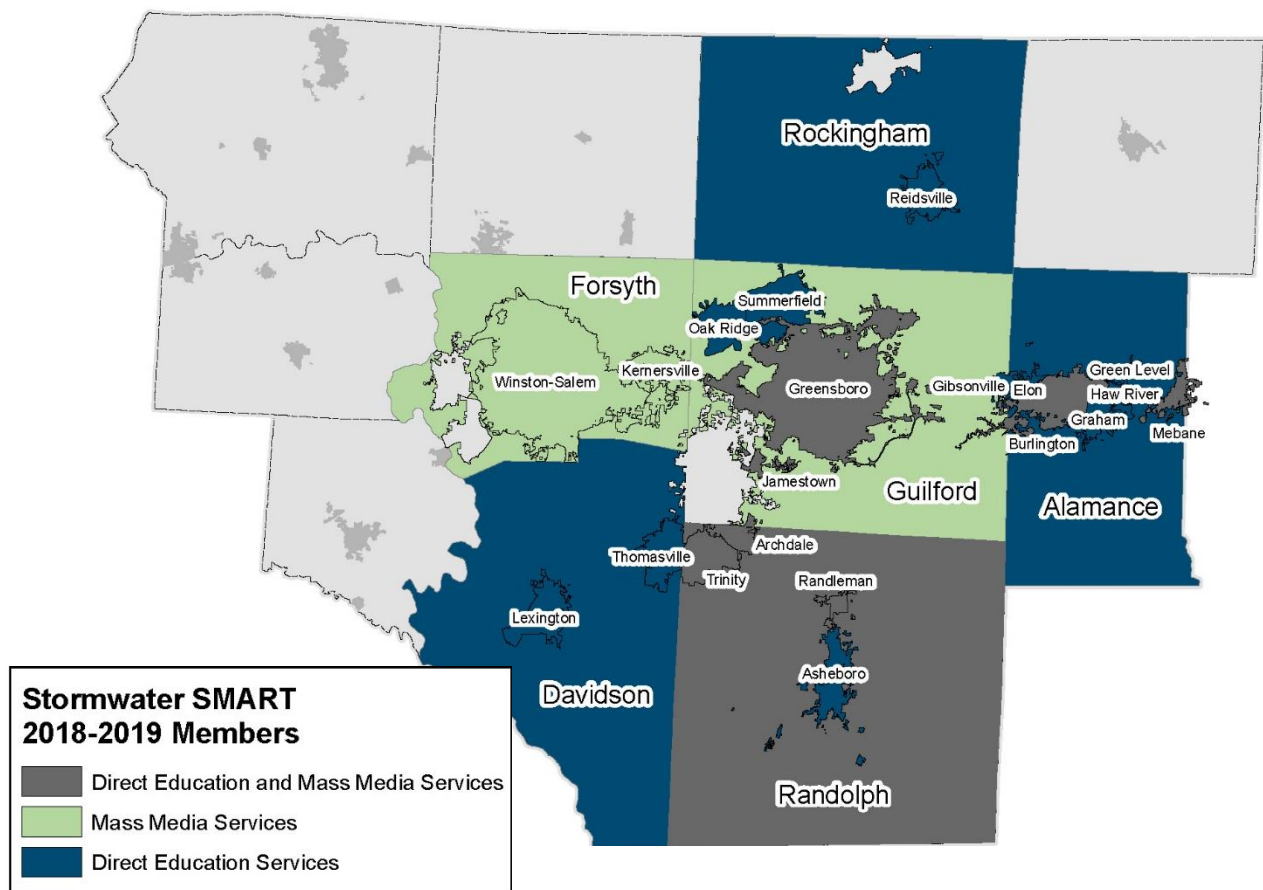 Rockingham
Reidsville
Forsyth
Summerfield
Oak Ridge
Kernersville
Winston-Salem
Greensboro
Gibsonville
Elon
Green Level
Haw River
Graham
Mebane
Burlington
Jamestown
Guilford
Alamance
Archdale
Thomasville
Trinity
Randleman
Lexington
Asheboro
Davidson
Randolph
Stormwater SMART
2018-2019 Members
Direct Education and Mass Media Services
Mass Media Services
Direct Education Services